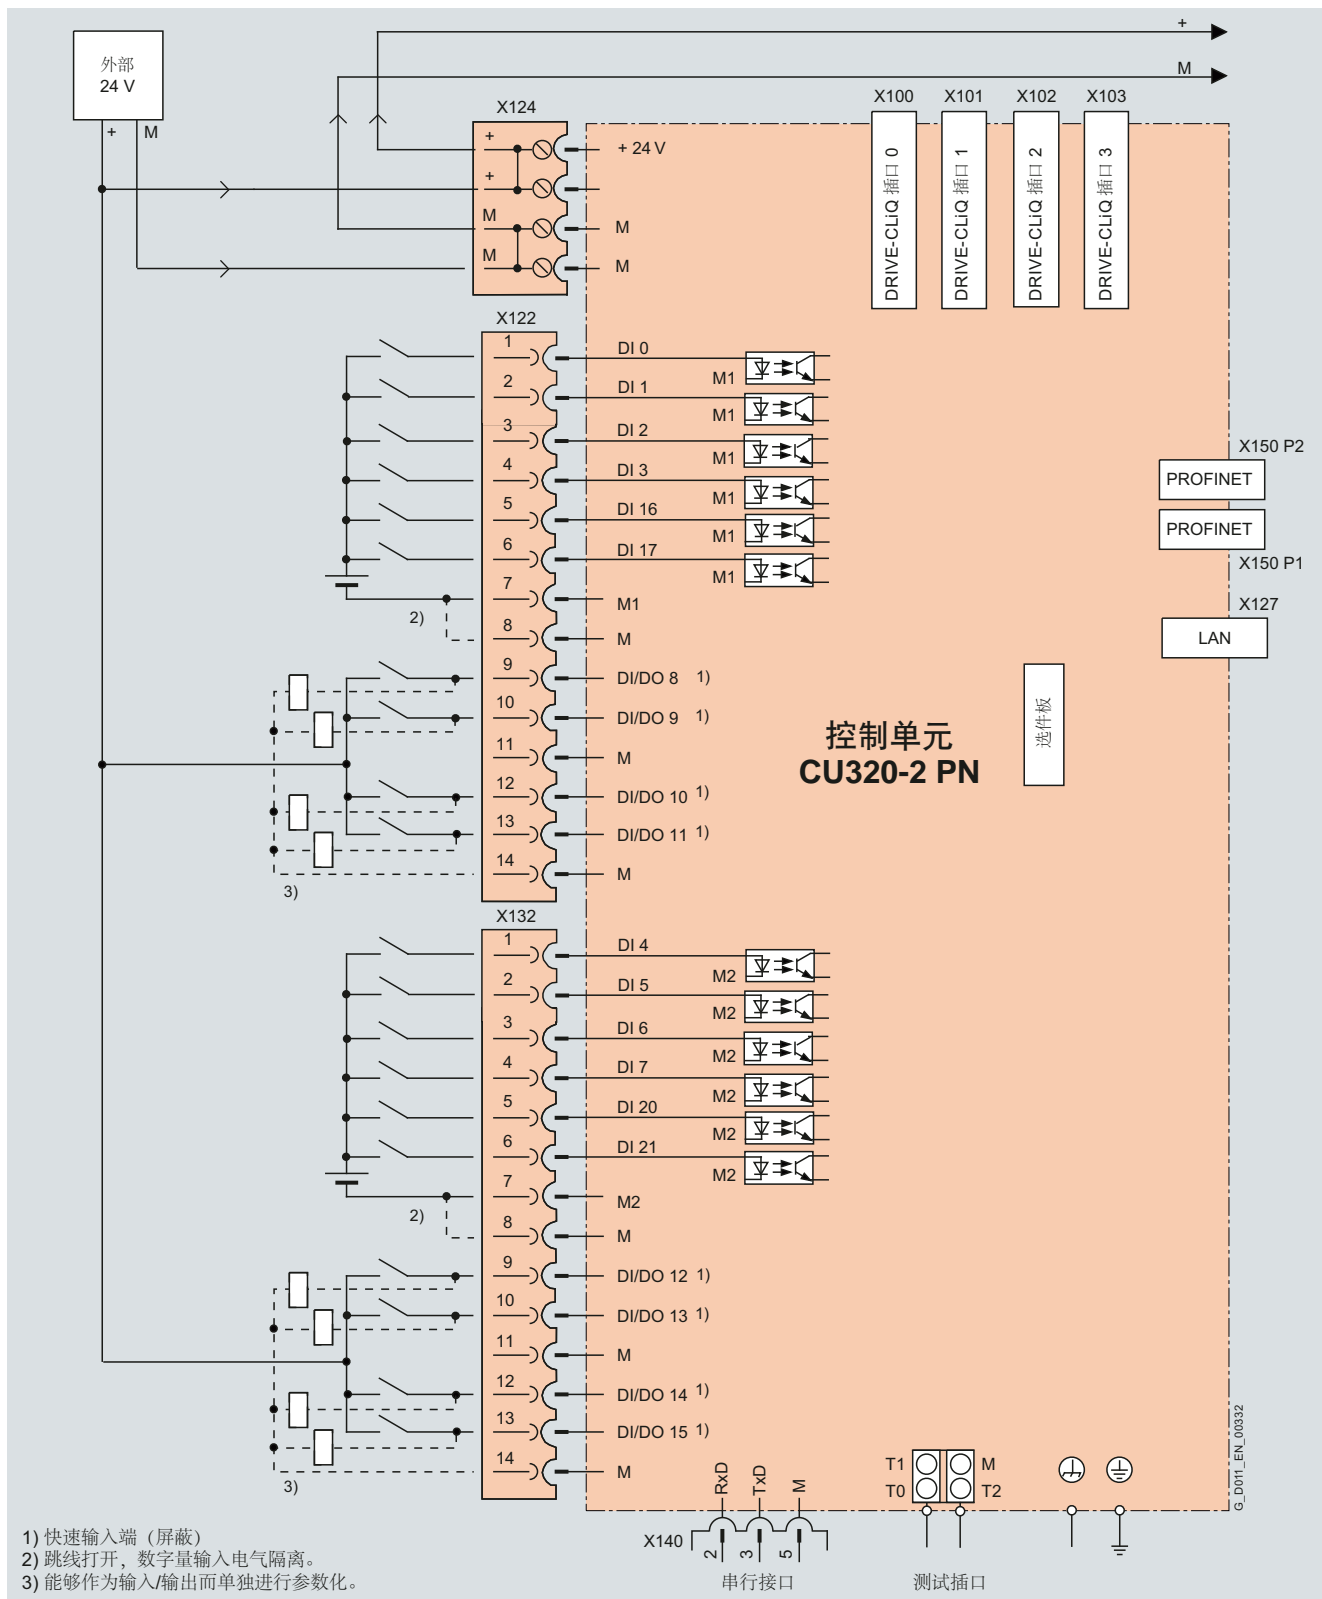 外部
24 V
+
M
+
M
X124
+
+
M
M
+ 24 V
M
M
X100
X101
X102
X103
DRIVE-CLiQ 插口 0
DRIVE-CLiQ 插口 1
DRIVE-CLiQ 插口 2
DRIVE-CLiQ 插口 3
X122
1
DI 0
M1
2
DI 1
M1
3
DI 2
M1
4
DI 3
M1
5
DI 16
M1
6
DI 17
M1
7
M1
2)
8
M
9
DI/DO 8 1)
10
DI/DO 9 1)
11
M
12
DI/DO 10 1)
13
DI/DO 11 1)
14
M
3)
X150 P2
PROFINET
PROFINET
X150 P1
X127
LAN
选件板
控制单元
CU320-2 PN
X132
1
DI 4
M2
2
DI 5
M2
3
DI 6
M2
4
DI 7
M2
5
DI 20
M2
6
DI 21
M2
7
M2
2)
8
M
9
DI/DO 12 1)
10
DI/DO 13 1)
11
M
12
DI/DO 14 1)
13
DI/DO 15 1)
14
M
3)
RxD
TxD
M
X140
2
3
5
串行接口
T1
M
T0
T2
测试插口
G_D011_EN_00332
1) 快速输入端（屏蔽）
2) 跳线打开，数字量输入电气隔离。
3) 能够作为输入/输出而单独进行参数化。